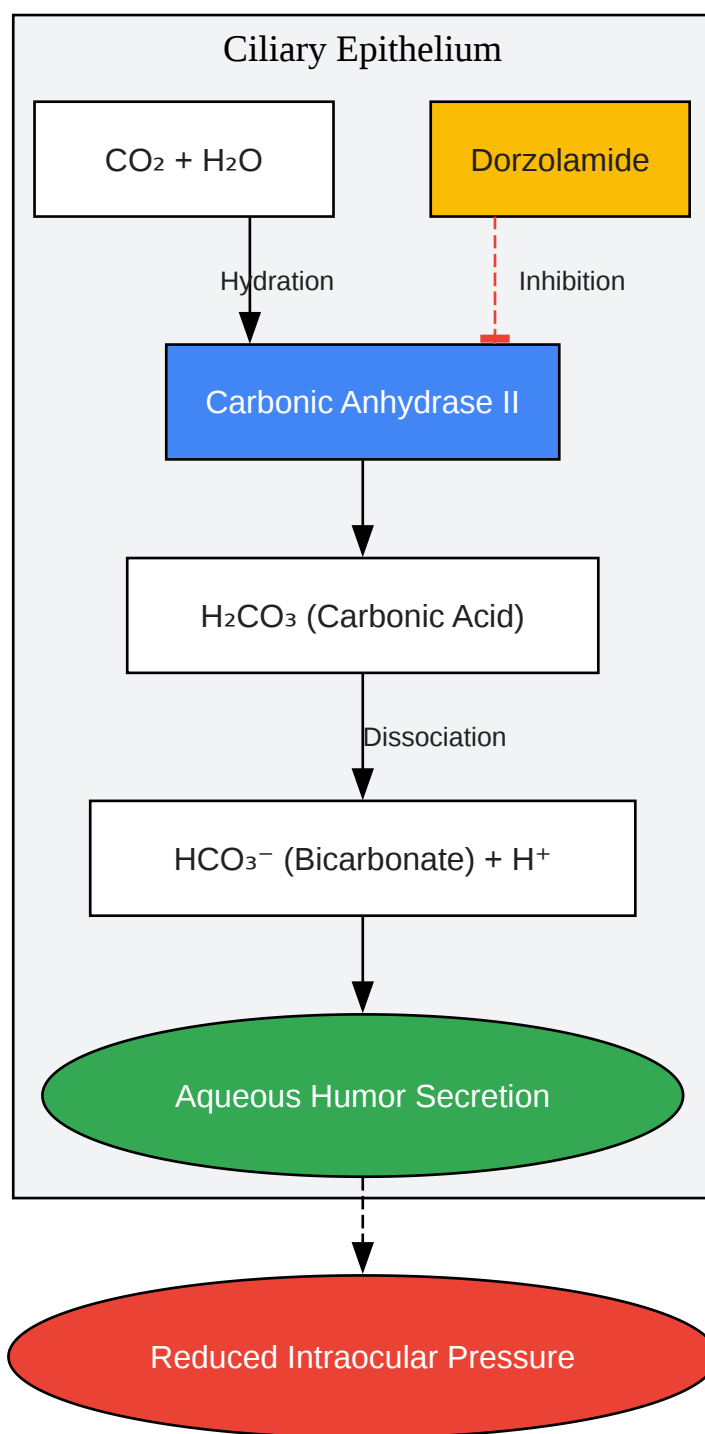 Ciliary Epithelium
CO₂ + H₂O
Dorzolamide
Hydration
Inhibition
Carbonic Anhydrase II
H₂CO₃ (Carbonic Acid)
Dissociation
HCO₃⁻ (Bicarbonate) + H⁺
Aqueous Humor Secretion
Reduced Intraocular Pressure